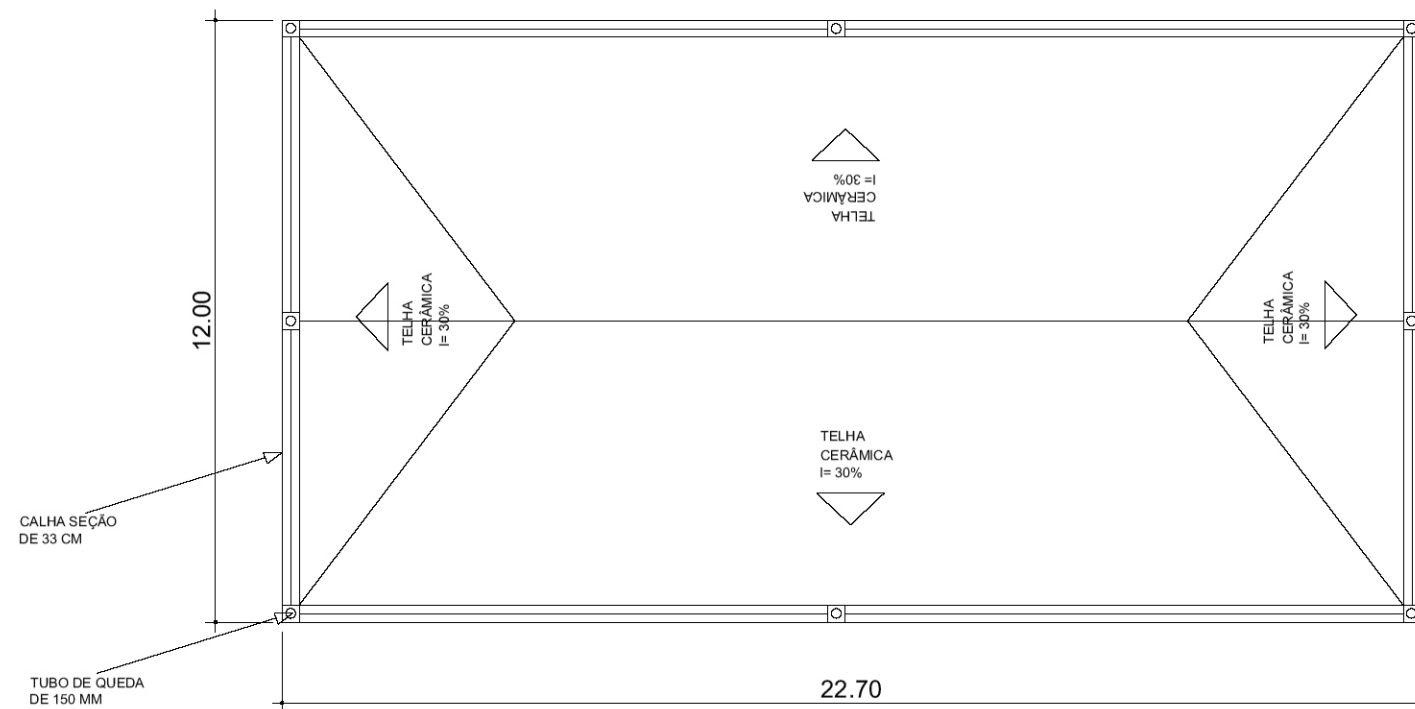 I= 30%
CERÂMICA
TELHA
12.00
TELHA
CERÂMICA
I= 30%
TELHA
CERÂMICA
I= 30%
TELHA
CERÂMICA
I= 30%
CALHA SEÇÃO
DE 33 CM
TUBO DE QUEDA
DE 150 MM
22.70